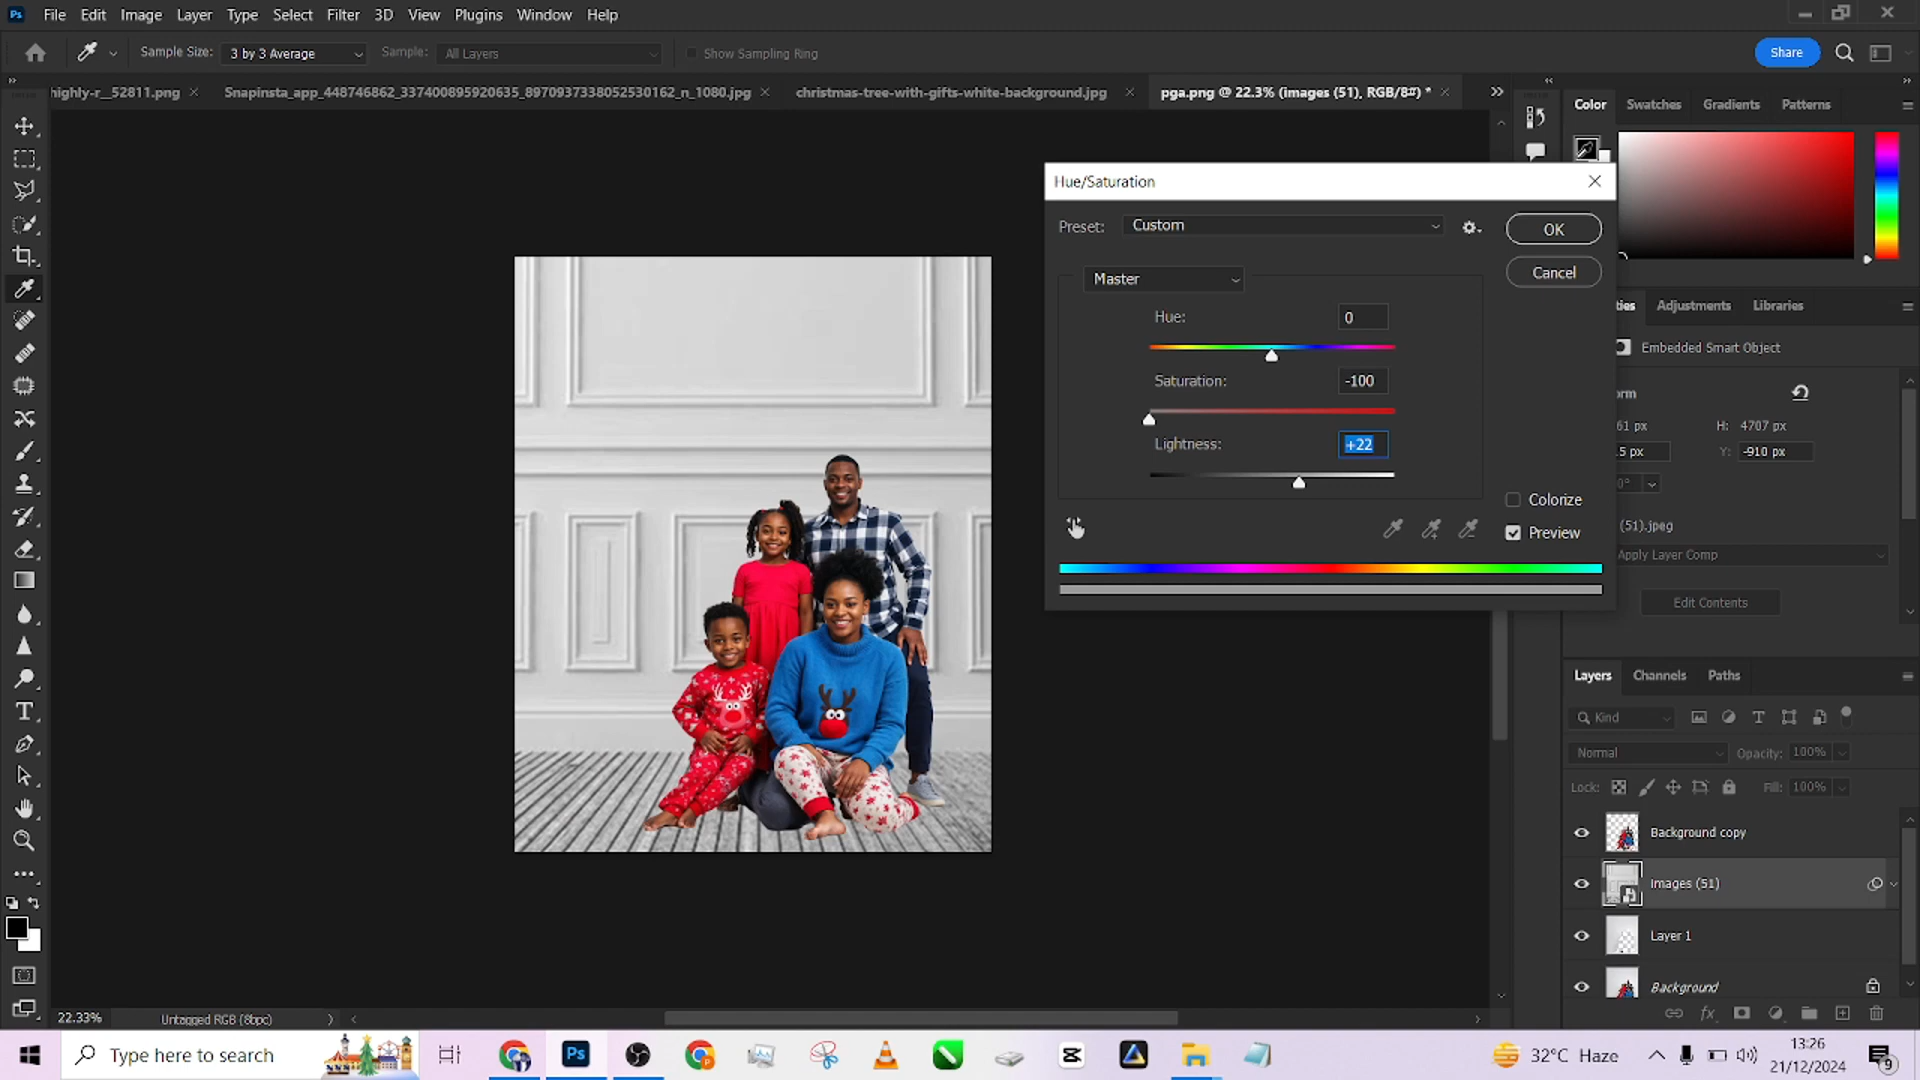 Ps File Edit Image Layer Type Select Filter 3D View Plugins Window Help
Sample Size: 3 by 3 Average Sample: All Layers Show Sampling Ring Share
highly-r__52811.png Snapinsta_app_448746862_337400895920635_8970937338052530162_n_1080.jpg christmas-tree-with-gifts-white-background.jpg pga.png @ 22.3% (images (51), RGB/8#) *
Color Swatches Gradients Patterns
Hue/Saturation
Preset: Custom OK
Cancel
Master
Hue: 0
Saturation: -100
Lightness: +22
Colorize
Preview
ties Adjustments Libraries
Embedded Smart Object
orm
61 px H: 4707 px
.5 px Y: -910 px
0°
(51).jpeg
Apply Layer Comp
Edit Contents
Layers Channels Paths
Kind
Normal Opacity: 100%
Lock: Fill: 100%
Background copy
images (51)
Layer 1
Background
22.33% Untagged RGB (8bpc)
Type here to search Ps 32°C Haze 13:26
21/12/2024 9